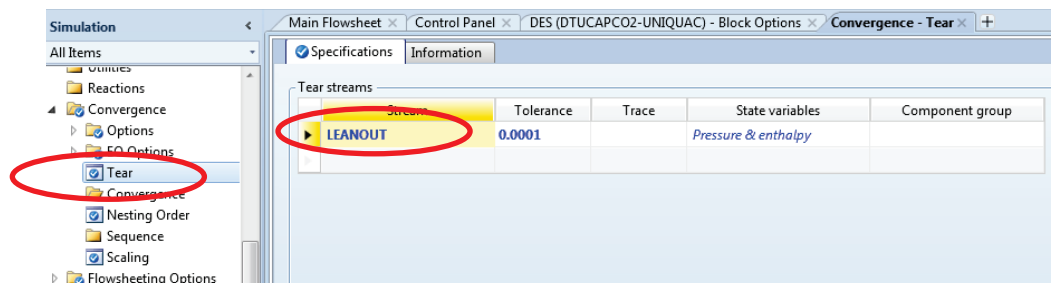 Simulation
Main Flowsheet
Control Panel
DES (DTUCAPCO2-UNIQUAC) - Block Options
Convergence - Tear
All Items
Specifications
Information
Utilities
Reactions
Convergence
Options
EO Options
Tear
Convergence
Nesting Order
Sequence
Scaling
Flowsheeting Options
Tear streams
Stream Tolerance Trace State variables Component group
LEANOUT 0.0001 Pressure & enthalpy